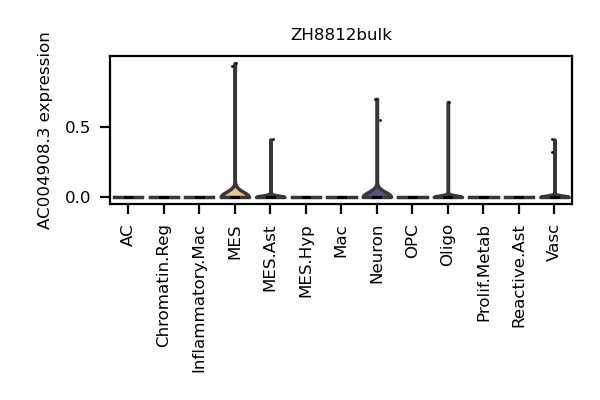 ZH8812bulk
AC004908.3 expression
0.5
0.0
AC
Chromatin.Reg
Inflammatory.Mac
MES
MES.Ast
MES.Hyp
Mac
Neuron
OPC
Oligo
Prolif.Metab
Reactive.Ast
Vasc